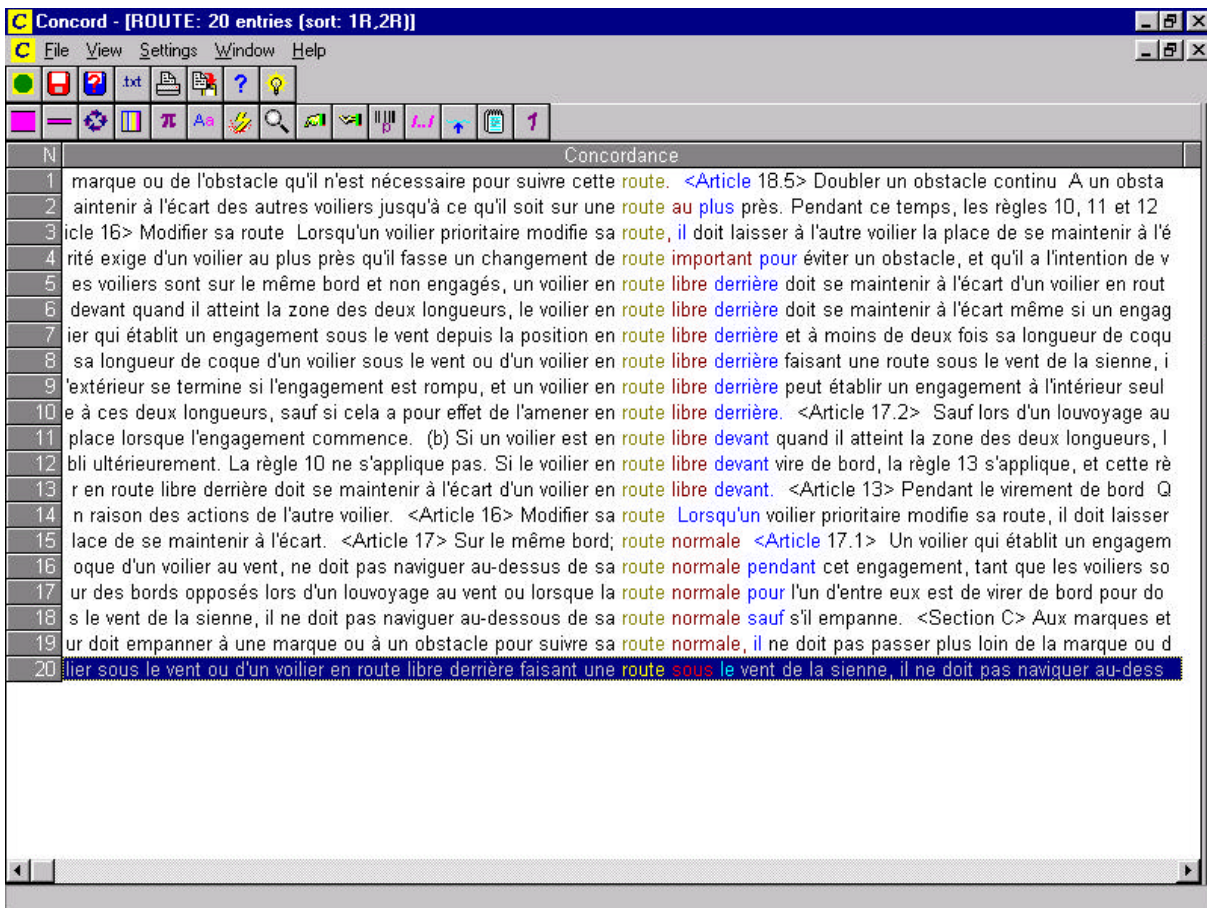 Concord - [ROUTE: 20 entries (sort: 1R,2R)]
File View Settings Window Help
.txt ? π Aa
N Concordance
1 marque ou de l'obstacle qu'il n'est nécessaire pour suivre cette route. <Article 18.5> Doubler un obstacle continu A un obsta
2 aintenir à l'écart des autres voiliers jusqu'à ce qu'il soit sur une route au plus près. Pendant ce temps, les règles 10, 11 et 12
3 icle 16> Modifier sa route Lorsqu'un voilier prioritaire modifie sa route, il doit laisser à l'autre voilier la place de se maintenir à l'é
4 rité exige d'un voilier au plus près qu'il fasse un changement de route important pour éviter un obstacle, et qu'il a l'intention de v
5 es voiliers sont sur le même bord et non engagés, un voilier en route libre derrière doit se maintenir à l'écart d'un voilier en rout
6 devant quand il atteint la zone des deux longueurs, le voilier en route libre derrière doit se maintenir à l'écart même si un engag
7 ier qui établit un engagement sous le vent depuis la position en route libre derrière et à moins de deux fois sa longueur de coqu
8 sa longueur de coque d'un voilier sous le vent ou d'un voilier en route libre derrière faisant une route sous le vent de la sienne, i
9 'extérieur se termine si l'engagement est rompu, et un voilier en route libre derrière peut établir un engagement à l'intérieur seul
10 e à ces deux longueurs, sauf si cela a pour effet de l'amener en route libre derrière. <Article 17.2> Sauf lors d'un louvoyage au
11 place lorsque l'engagement commence. (b) Si un voilier est en route libre devant quand il atteint la zone des deux longueurs, l
12 bli ultérieurement. La règle 10 ne s'applique pas. Si le voilier en route libre devant vire de bord, la règle 13 s'applique, et cette rè
13 r en route libre derrière doit se maintenir à l'écart d'un voilier en route libre devant. <Article 13> Pendant le virement de bord Q
14 n raison des actions de l'autre voilier. <Article 16> Modifier sa route Lorsqu'un voilier prioritaire modifie sa route, il doit laisser
15 lace de se maintenir à l'écart. <Article 17> Sur le même bord; route normale <Article 17.1> Un voilier qui établit un engagem
16 oque d'un voilier au vent, ne doit pas naviguer au-dessus de sa route normale pendant cet engagement, tant que les voiliers so
17 ur des bords opposés lors d'un louvoyage au vent ou lorsque la route normale pour l'un d'entre eux est de virer de bord pour do
18 s le vent de la sienne, il ne doit pas naviguer au-dessous de sa route normale sauf s'il empanne. <Section C> Aux marques et
19 ur doit empanner à une marque ou à un obstacle pour suivre sa route normale, il ne doit pas passer plus loin de la marque ou d
20 lier sous le vent ou d'un voilier en route libre derrière faisant une route sous le vent de la sienne, il ne doit pas naviguer au-dess